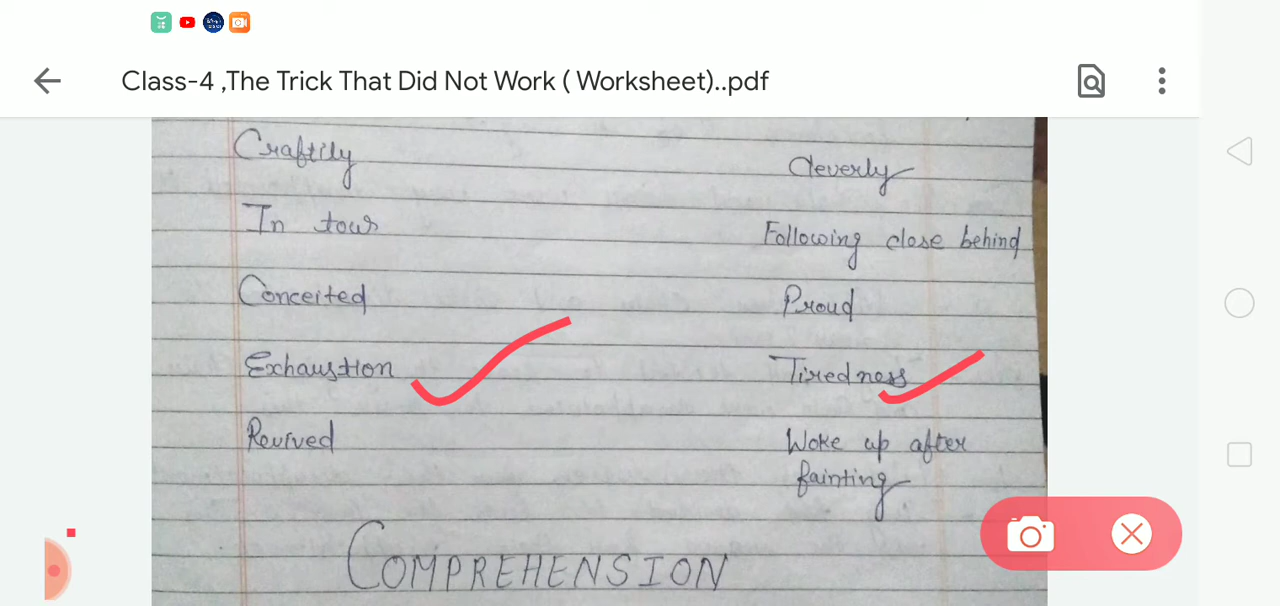 Class-4 ,The Trick That Did Not Work ( Worksheet)..pdf
Craftily Cleverly
In tow Following close behind
Conceited Proud
Exhaustion Tiredness
Revived Woke up after
fainting
COMPREHENSION